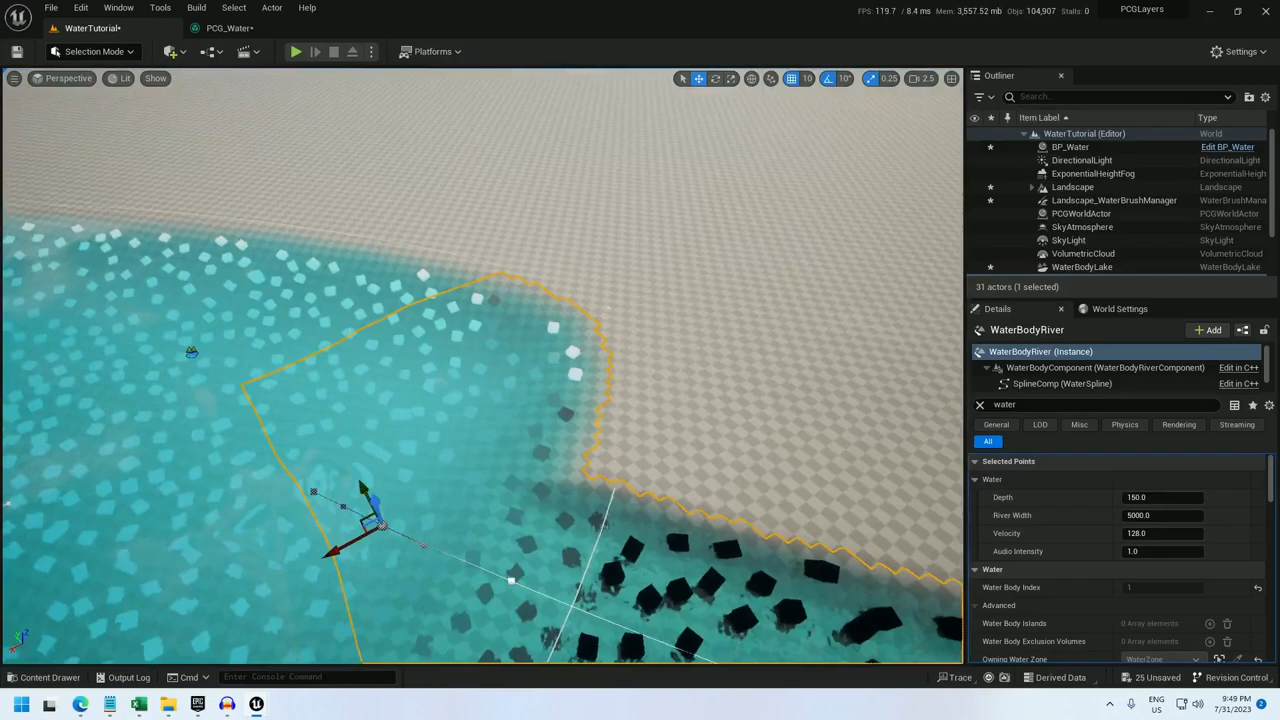 File Edit Window Tools Build Select Actor Help
FPS: 119.7 / 8.4 ms Mem: 3,557.52 mb Objs: 104,907 Stalls: 0
PCGLayers
WaterTutorial* PCG_Water*
Selection Mode Platforms Settings
Perspective Lit Show 10 10° 0.25 2.5
Outliner
Search...
Item Label Type
WaterTutorial (Editor) World
BP_Water Edit BP_Water
DirectionalLight DirectionalLight
ExponentialHeightFog ExponentialHeigh
Landscape Landscape
Landscape_WaterBrushManager WaterBrushMana
PCGWorldActor PCGWorldActor
SkyAtmosphere SkyAtmosphere
SkyLight SkyLight
VolumetricCloud VolumetricCloud
WaterBodyLake WaterBodyLake
31 actors (1 selected)
Details World Settings
WaterBodyRiver Add
WaterBodyRiver (Instance)
WaterBodyComponent (WaterBodyRiverComponent) Edit in C++
SplineComp (WaterSpline) Edit in C++
water
General LOD Misc Physics Rendering Streaming
All
Selected Points
Water
Depth 150.0
River Width 5000.0
Velocity 128.0
Audio Intensity 1.0
Water
Water Body Index 1
Advanced
Water Body Islands 0 Array elements
Water Body Exclusion Volumes 0 Array elements
Owning Water Zone WaterZone
Content Drawer Output Log Cmd Enter Console Command Trace Derived Data 25 Unsaved Revision Control
ENG
US
9:49 PM
7/31/2023
2